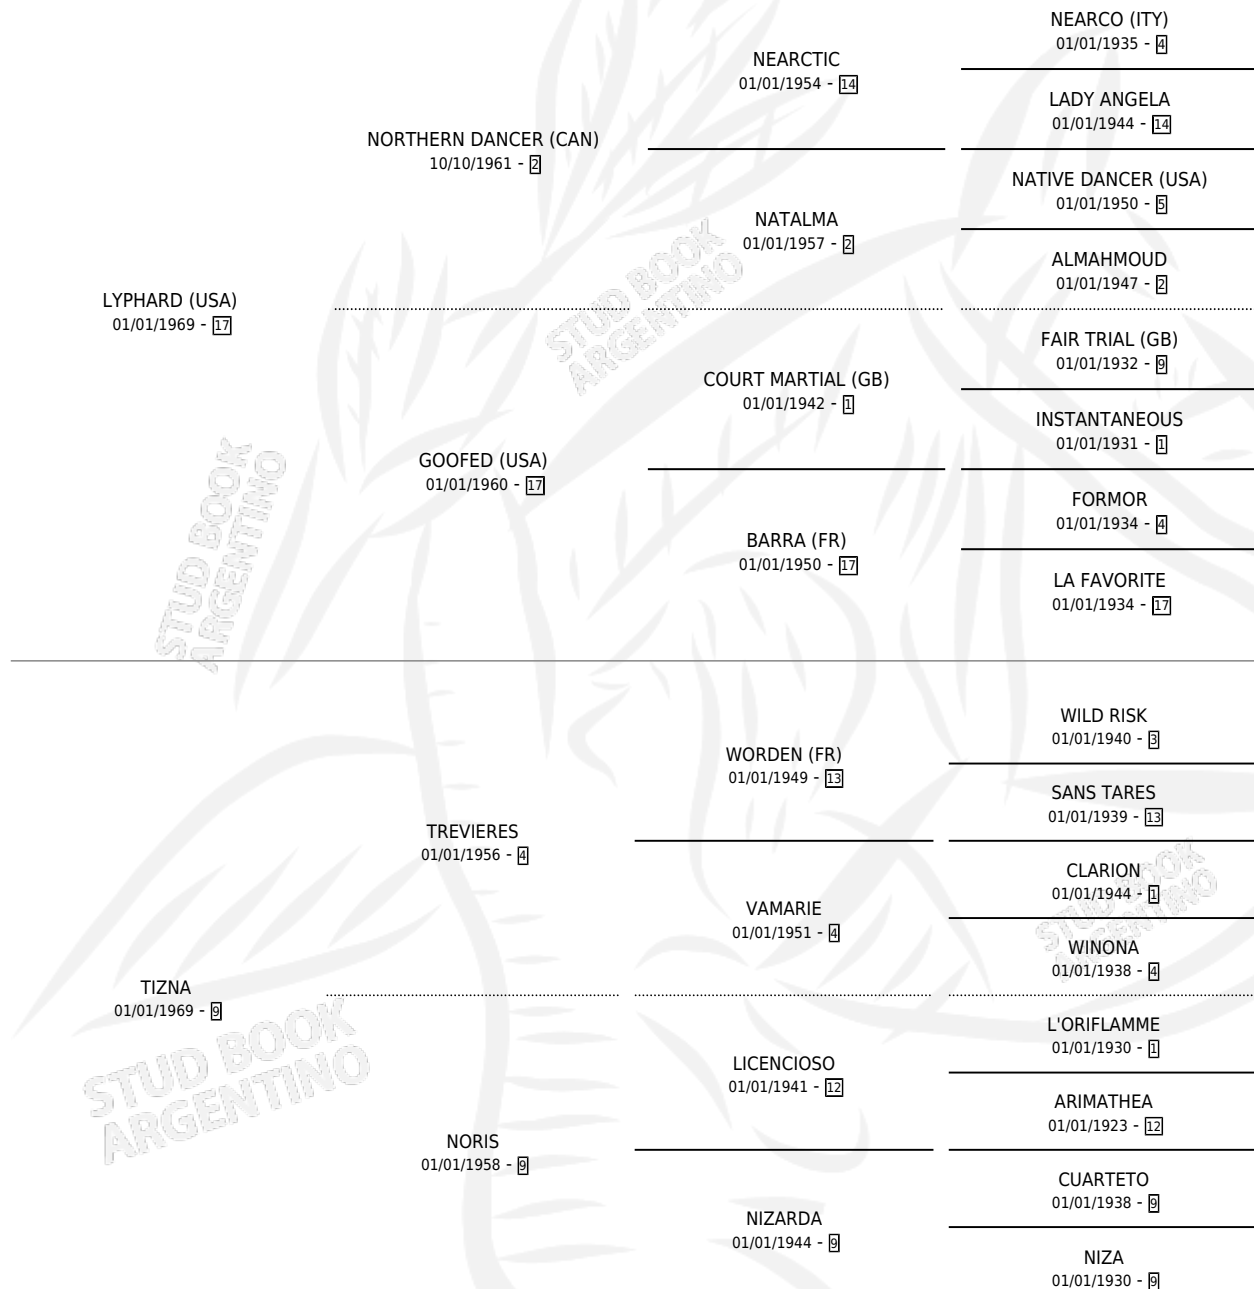 NEARCO (ITY)
01/01/1935 - 4
NEARCTIC
01/01/1954 - 14
LADY ANGELA
01/01/1944 - 14
NORTHERN DANCER (CAN)
10/10/1961 - 2
NATIVE DANCER (USA)
01/01/1950 - 5
NATALMA
01/01/1957 - 2
ALMAHMOUD
01/01/1947 - 2
LYPHARD (USA)
01/01/1969 - 17
STUD BOOK
ARGENTINO
FAIR TRIAL (GB)
01/01/1932 - 9
COURT MARTIAL (GB)
01/01/1942 - 1
INSTANTANEOUS
01/01/1931 - 1
GOOFED (USA)
01/01/1960 - 17
FORMOR
01/01/1934 - 4
BARRA (FR)
01/01/1950 - 17
LA FAVORITE
01/01/1934 - 17
STUD BOOK
ARGENTINO
WILD RISK
01/01/1940 - 3
WORDEN (FR)
01/01/1949 - 13
SANS TARES
01/01/1939 - 13
TREVIERES
01/01/1956 - 4
CLARION
01/01/1944 - 1
VAMARIE
01/01/1951 - 4
WINONA
01/01/1938 - 4
STUD BOOK
ARGENTINO
TIZNA
01/01/1969 - 9
L'ORIFLAMME
01/01/1930 - 1
LICENCIOSO
01/01/1941 - 12
ARIMATHEA
01/01/1923 - 12
STUD BOOK
ARGENTINO
NORIS
01/01/1958 - 9
CUARTETO
01/01/1938 - 9
NIZARDA
01/01/1944 - 9
NIZA
01/01/1930 - 9